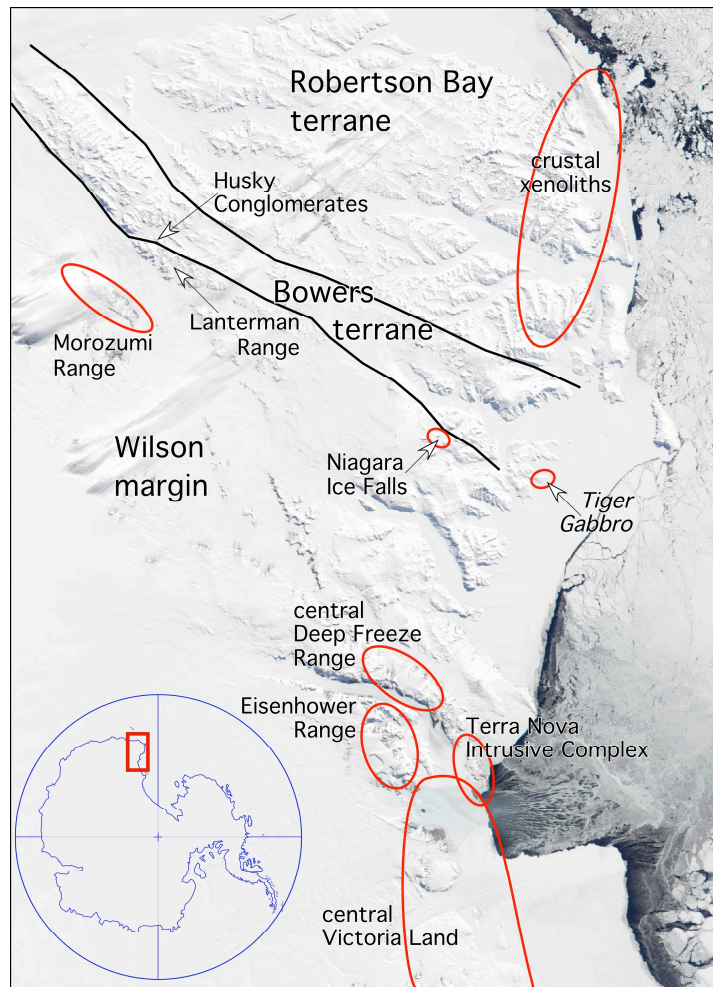 Robertson Bay
terrane
crustal
xenoliths
Husky
Conglomerates
Bowers
terrane
Lanterman
Range
Morozumi
Range
Wilson
margin
Niagara
Ice Falls
Tiger
Gabbro
central
Deep Freeze
Range
Eisenhower
Range
Terra Nova
Intrusive Complex
central
Victoria Land